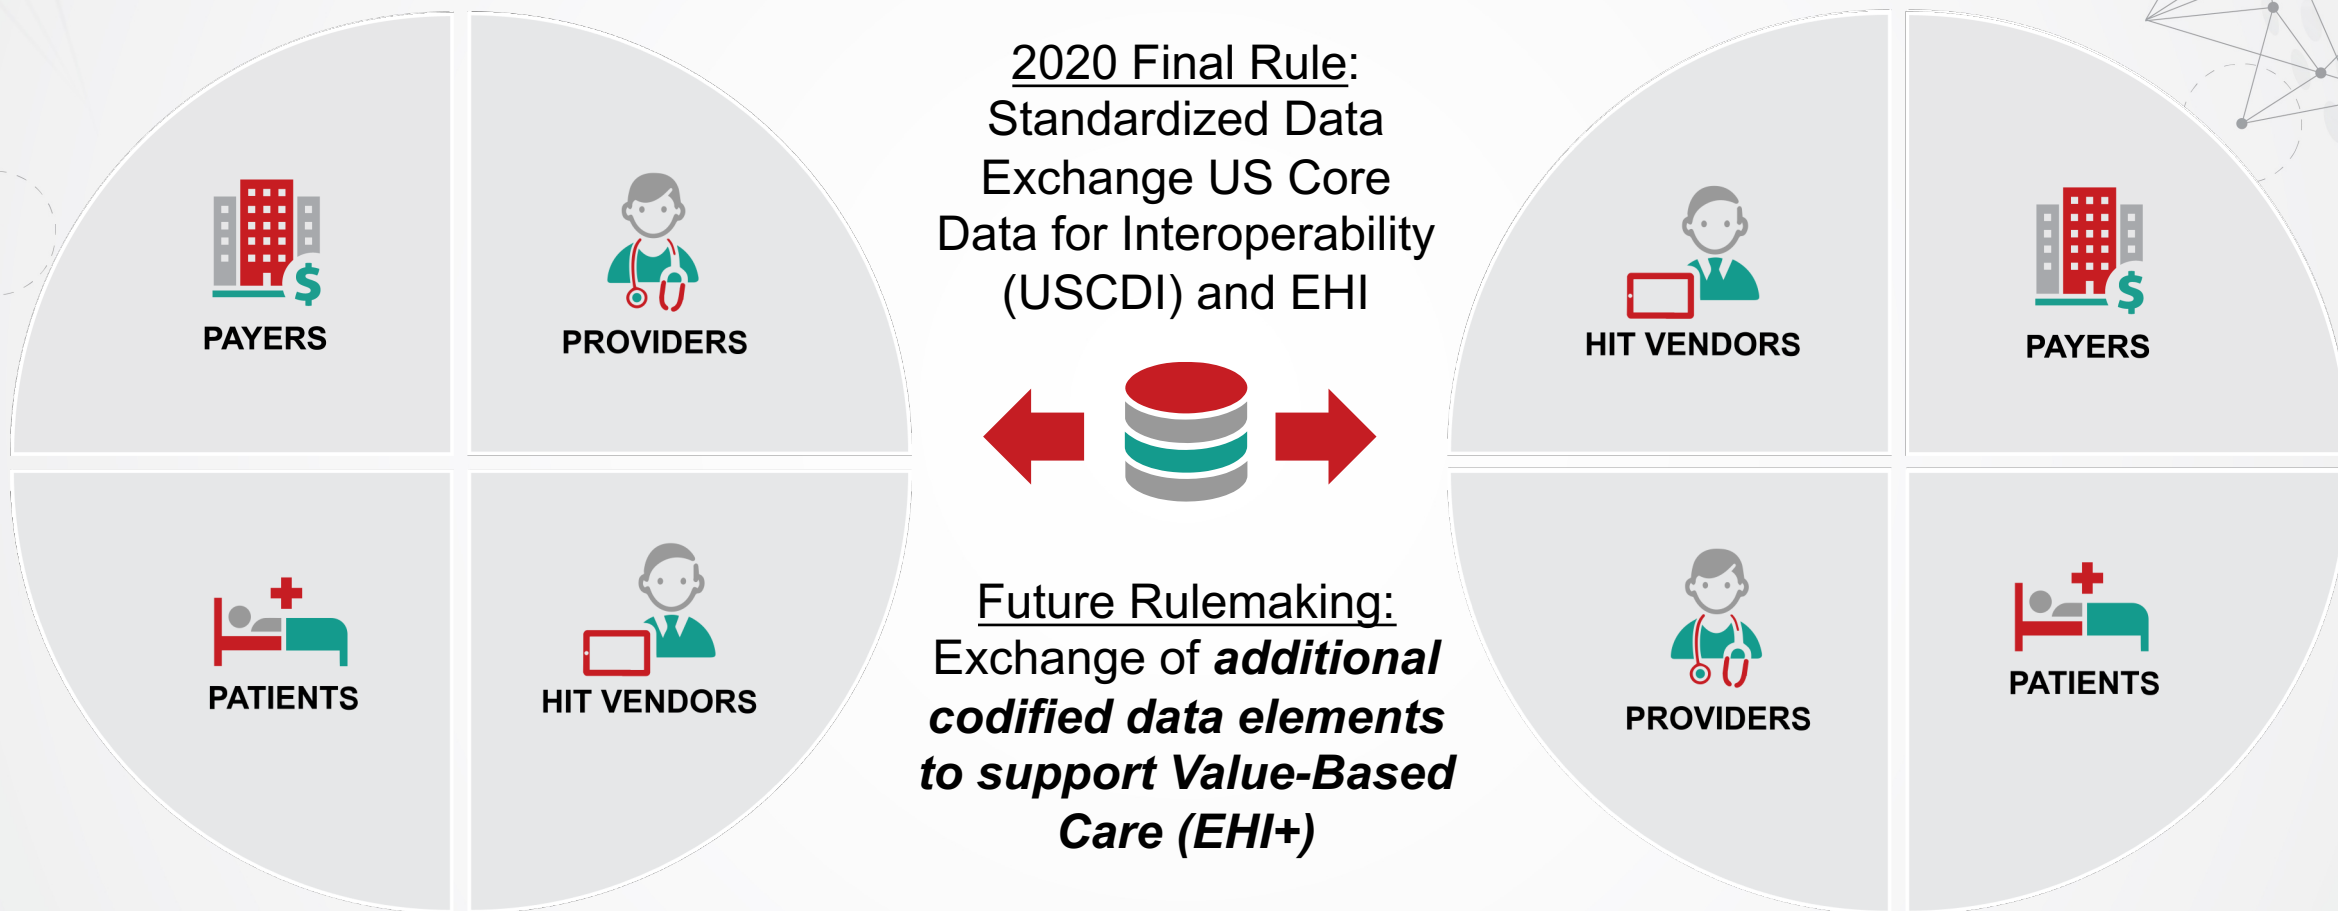 PAYERS
PROVIDERS
PATIENTS
HIT VENDORS
2020 Final Rule:
Standardized Data
Exchange US Core
Data for Interoperability
(USCDI) and EHI
$
Future Rulemaking:
Exchange of additional
codified data elements
to support Value-Based
Care (EHI+)
HIT VENDORS
PAYERS
$
PROVIDERS
PATIENTS